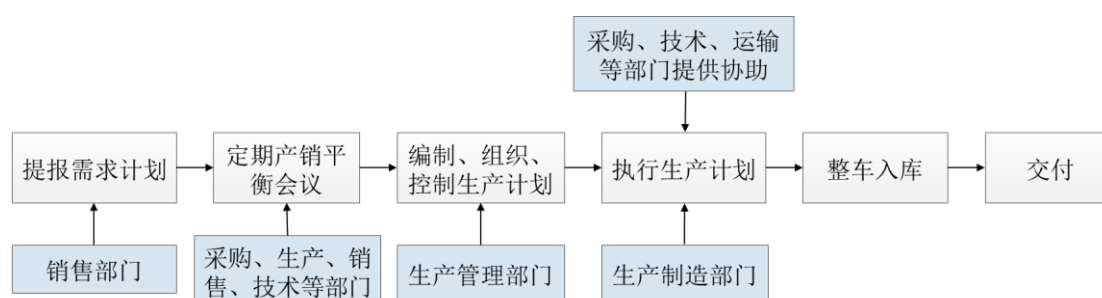 采购、技术、运输
等部门提供协助
提报需求计划
定期产销平
衡会议
编制、组织、
控制生产计划
执行生产计划
整车入库
交付
销售部门
采购、生产、销
售、技术等部门
生产管理部门
生产制造部门